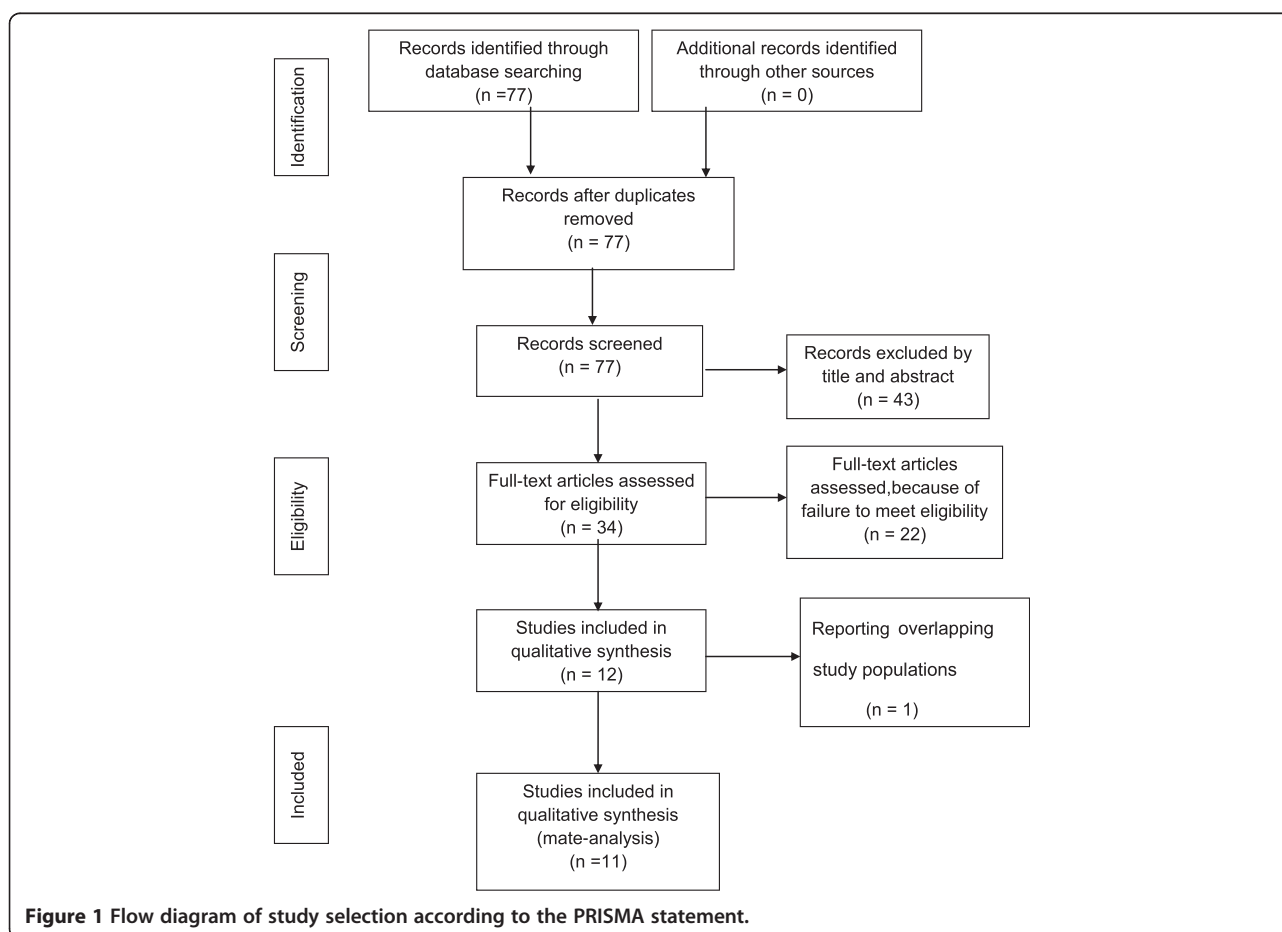 Records identified through
database searching
(n =77)
Additional records identified
through other sources
(n = 0)
Identification
Records after duplicates
removed
(n = 77)
Screening
Records screened
(n = 77)
Records excluded by
title and abstract
(n = 43)
Eligibility
Full-text articles assessed
for eligibility
(n = 34)
Full-text articles
assessed,because of
failure to meet eligibility
(n = 22)
Studies included in
qualitative synthesis
(n = 12)
Reporting overlapping
study populations
(n = 1)
Included
Studies included in
qualitative synthesis
(mate-analysis)
(n =11)
Figure 1 Flow diagram of study selection according to the PRISMA statement.